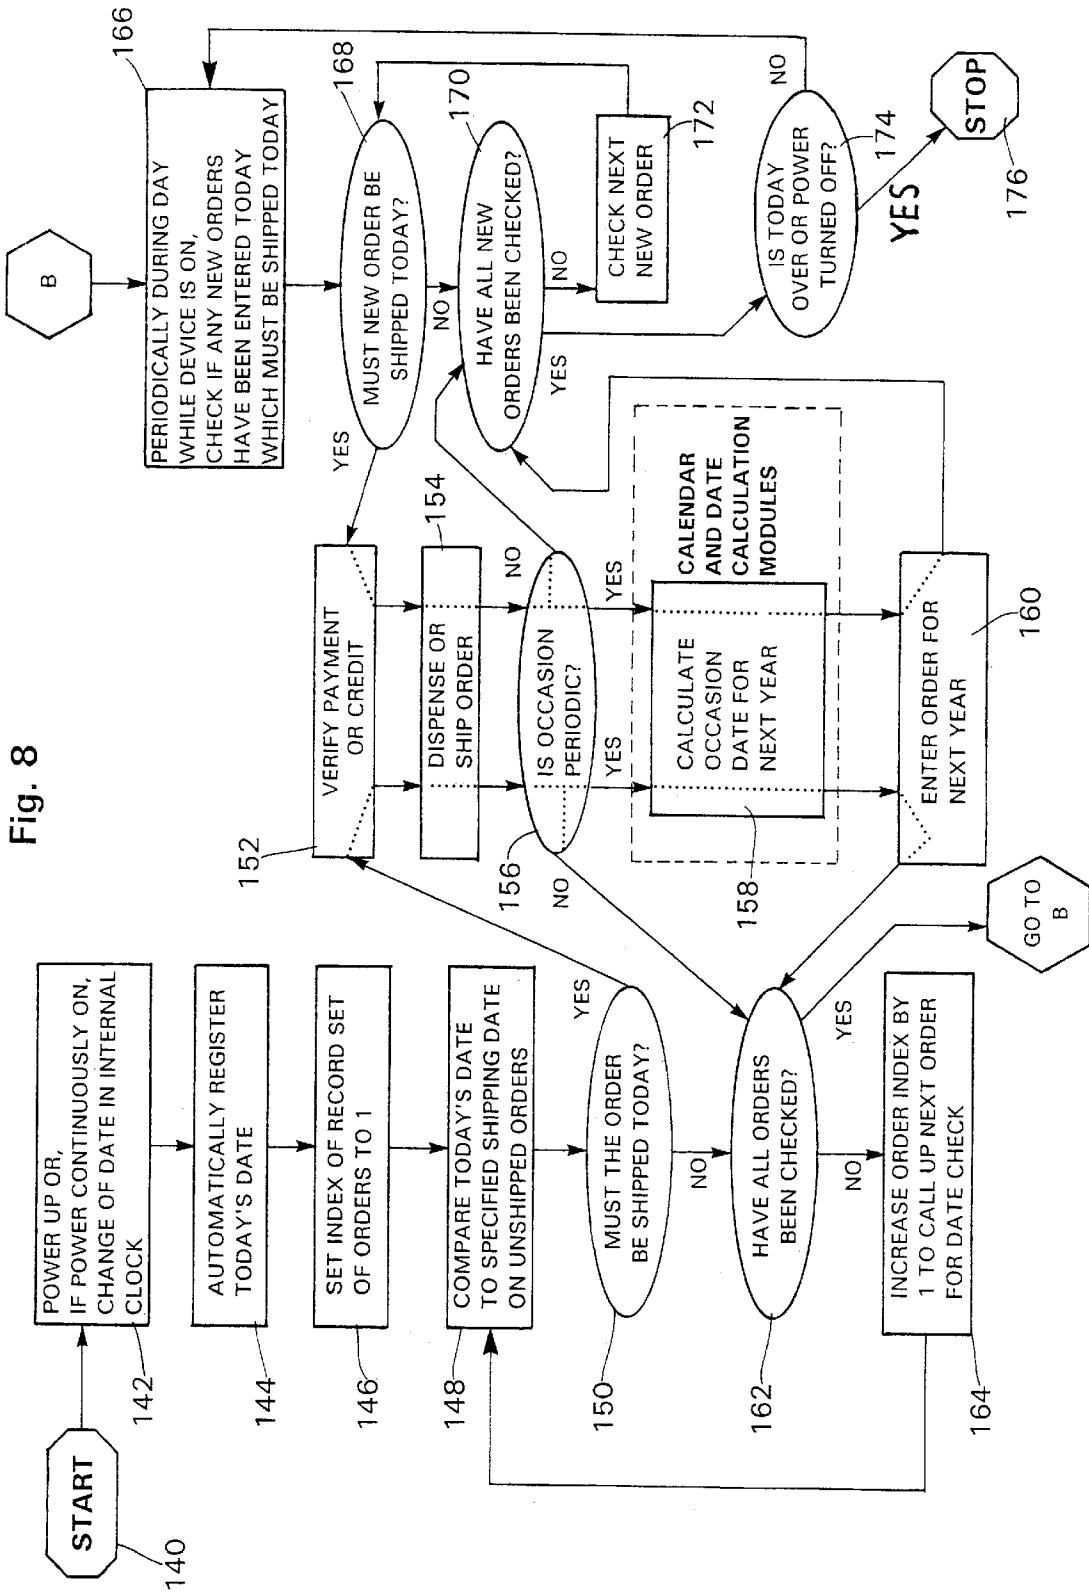 Fig. 8
START
140
POWER UP OR,
IF POWER CONTINUOUSLY ON,
CHANGE OF DATE IN INTERNAL
CLOCK
142
AUTOMATICALLY REGISTER
TODAY'S DATE
144
SET INDEX OF RECORD SET
OF ORDERS TO 1
146
COMPARE TODAY'S DATE
TO SPECIFIED SHIPPING DATE
ON UNSHIPPED ORDERS
148
MUST THE ORDER
BE SHIPPED TODAY?
150
YES
NO
HAVE ALL ORDERS
BEEN CHECKED?
162
YES
NO
INCREASE ORDER INDEX BY
1 TO CALL UP NEXT ORDER
FOR DATE CHECK
164
GO TO
B
VERIFY PAYMENT
OR CREDIT
152
DISPENSE OR
SHIP ORDER
154
IS OCCASION
PERIODIC?
156
NO
NO
YES
YES
CALCULATE
OCCASION
DATE FOR
NEXT YEAR
158
CALENDAR
AND DATE
CALCULATION
MODULES
ENTER ORDER FOR
NEXT YEAR
160
B
PERIODICALLY DURING DAY
WHILE DEVICE IS ON,
CHECK IF ANY NEW ORDERS
HAVE BEEN ENTERED TODAY
WHICH MUST BE SHIPPED TODAY
166
MUST NEW ORDER BE
SHIPPED TODAY?
168
YES
NO
HAVE ALL NEW
ORDERS BEEN CHECKED?
170
YES
NO
CHECK NEXT
NEW ORDER
172
IS TODAY
OVER OR POWER
TURNED OFF?
174
NO
YES
STOP
176